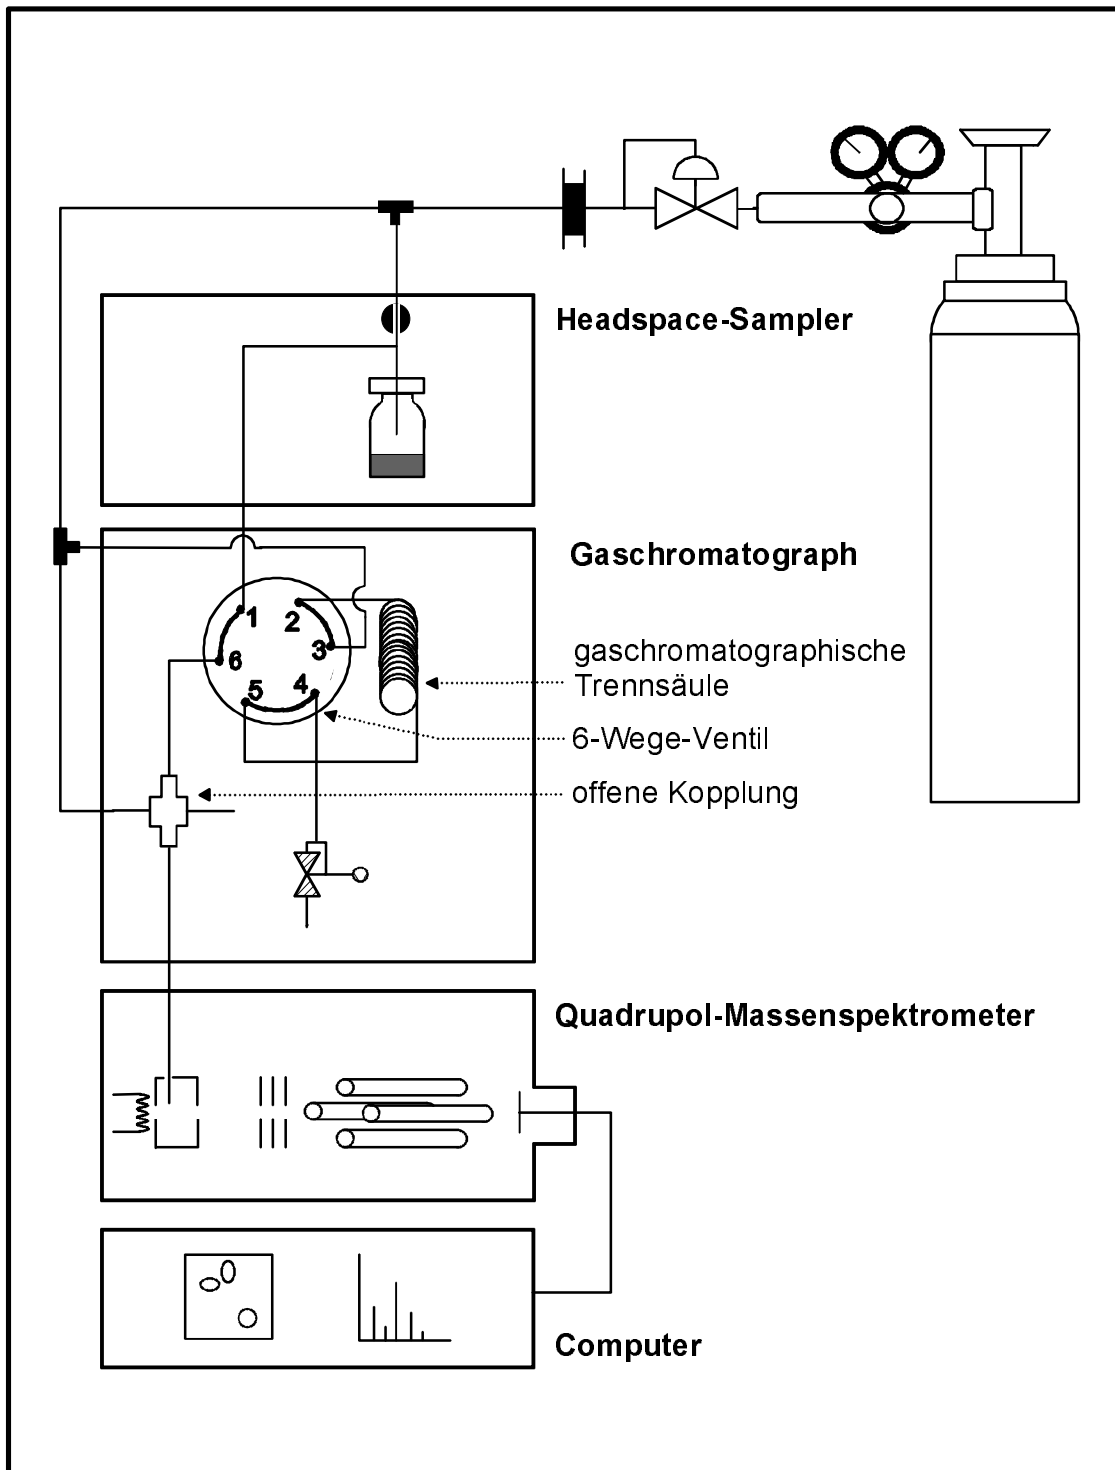 Headspace-Sampler
Gaschromatograph
1
2
3
6
5
4
gaschromatographische
Trennsäule
6-Wege-Ventil
offene Kopplung
Quadrupol-Massenspektrometer
Computer